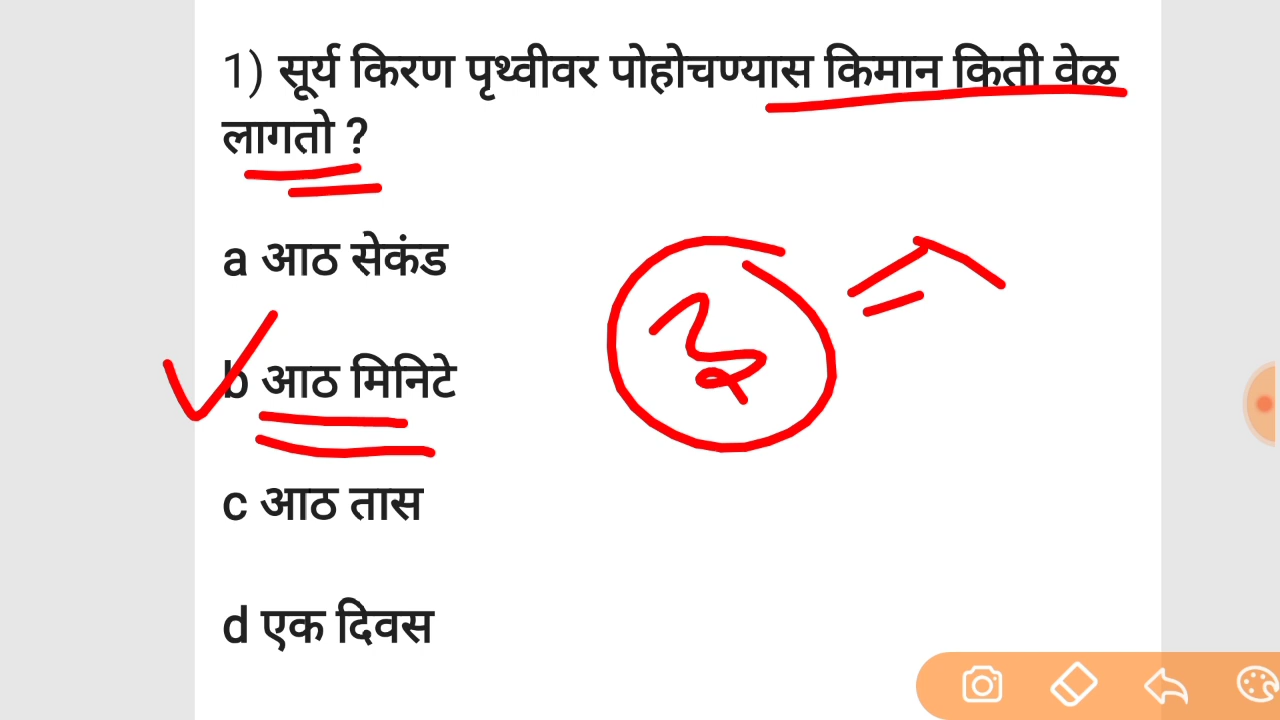 1) सूर्य किरण पृथ्वीवर पोहोचण्यास किमान किती वेळ
लागतो ?
a आठ सेकंड
b आठ मिनिटे
c आठ तास
d एक दिवस